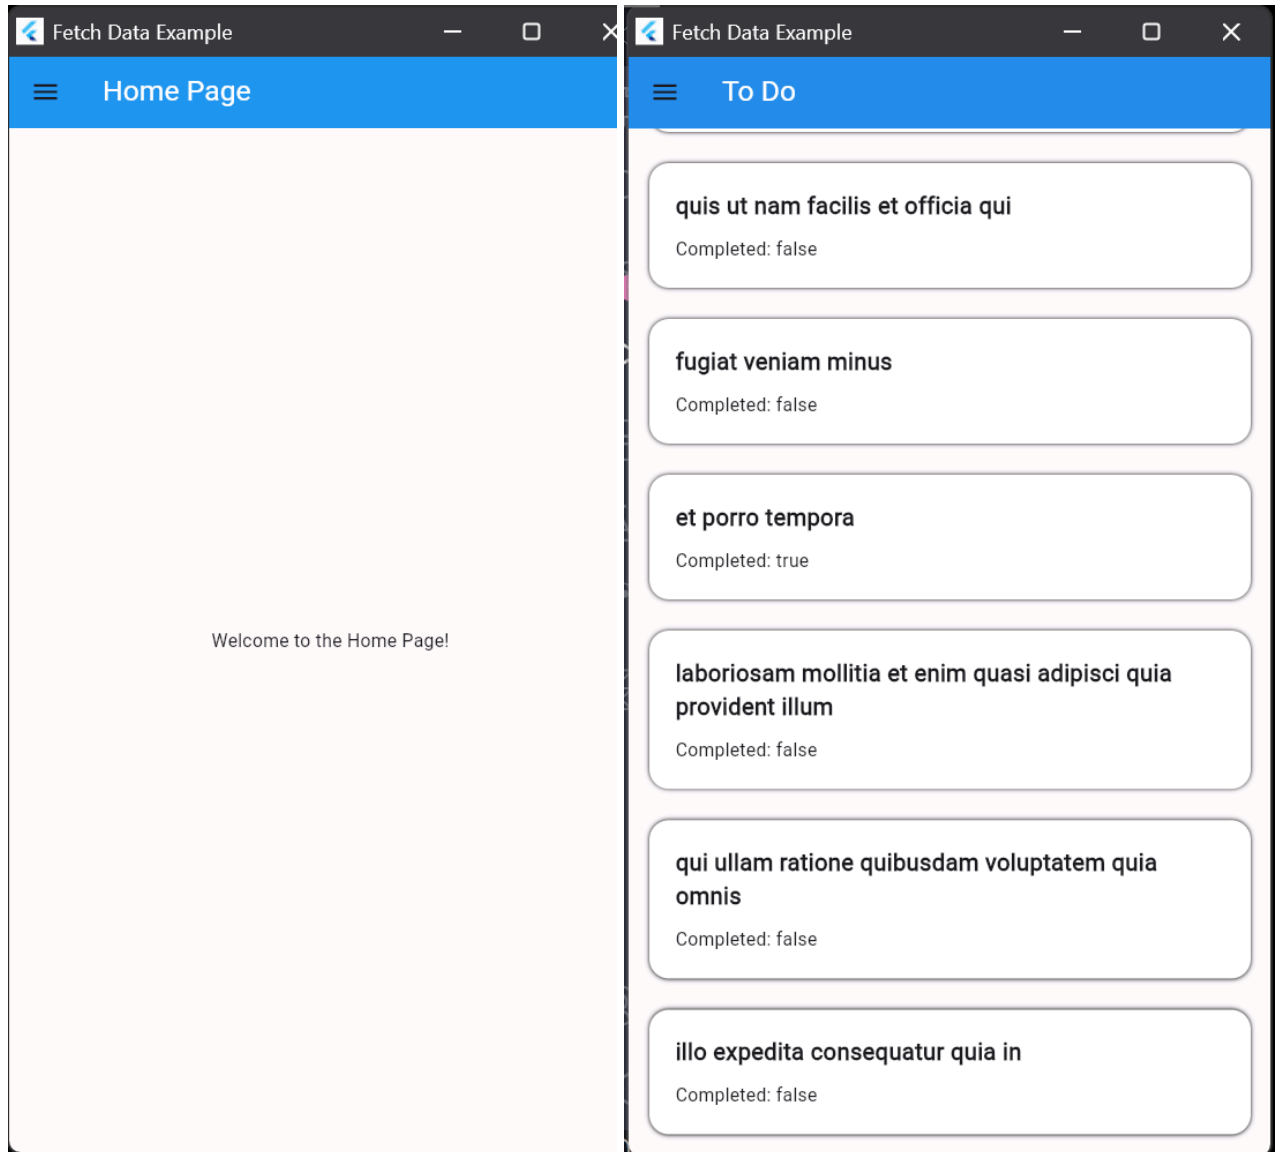 Fetch Data Example
Home Page
Welcome to the Home Page!
Fetch Data Example
To Do
quis ut nam facilis et officia qui
Completed: false
fugiat veniam minus
Completed: false
et porro tempora
Completed: true
laboriosam mollitia et enim quasi adipisci quia
provident illum
Completed: false
qui ullam ratione quibusdam voluptatem quia
omnis
Completed: false
illo expedita consequatur quia in
Completed: false